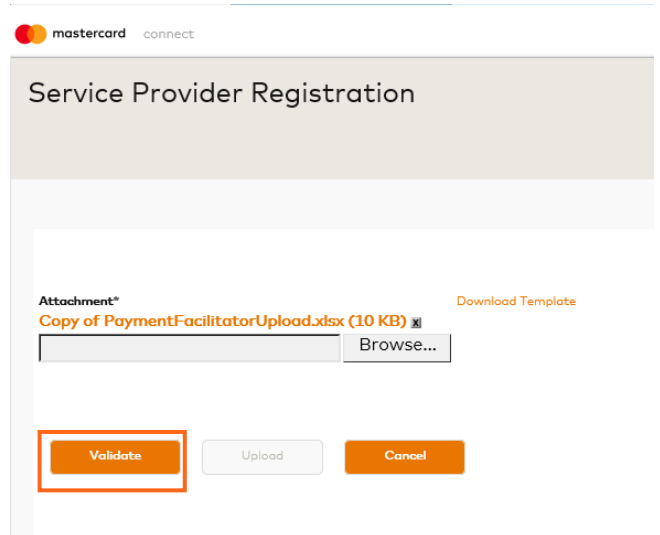 mastercard connect
Service Provider Registration
Attachment*
Download Template
Copy of PaymentFacilitatorUpload.xlsx (10 KB) x
Browse...
Validate
Upload
Cancel